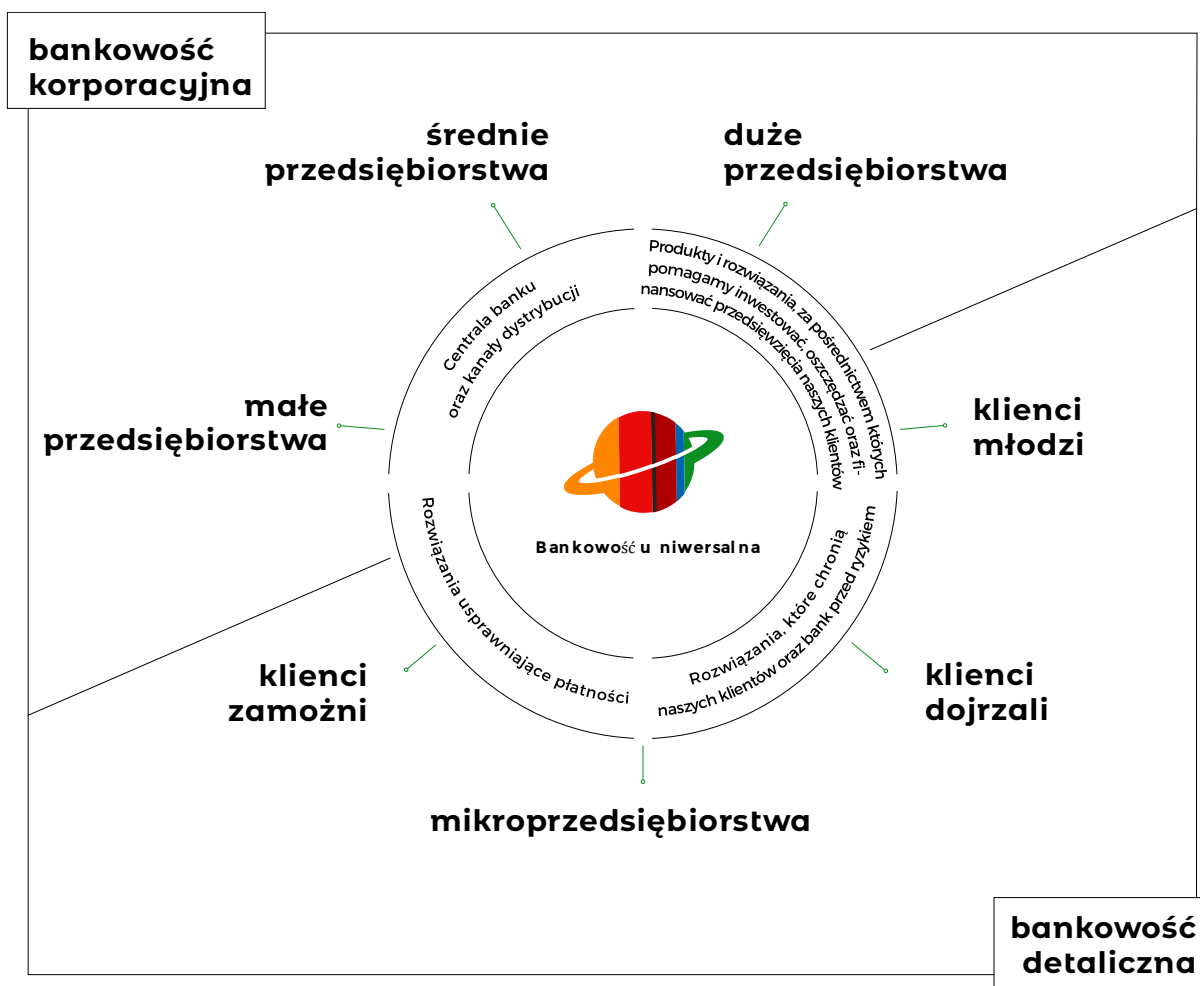 bankowość
korporacyjna
średnie
przedsiębiorstwa
duże
przedsiębiorstwa
małe
przedsiębiorstwa
klienci
młodzi
Centrala banku
oraz kanały dystrybucji
Produkty i rozwiązania, za pośrednictwem których
pomagamy inwestować, oszczędzać oraz fi-
nansować przedsięwzięcia naszych klientów
Bankowość u niwersalna
Rozwiązania usprawniające płatności
Rozwiązania, które chronią
naszych klientów oraz bank przed ryzykiem
klienci
zamożni
klienci
dojrzali
mikroprzedsiębiorstwa
bankowość
detaliczna